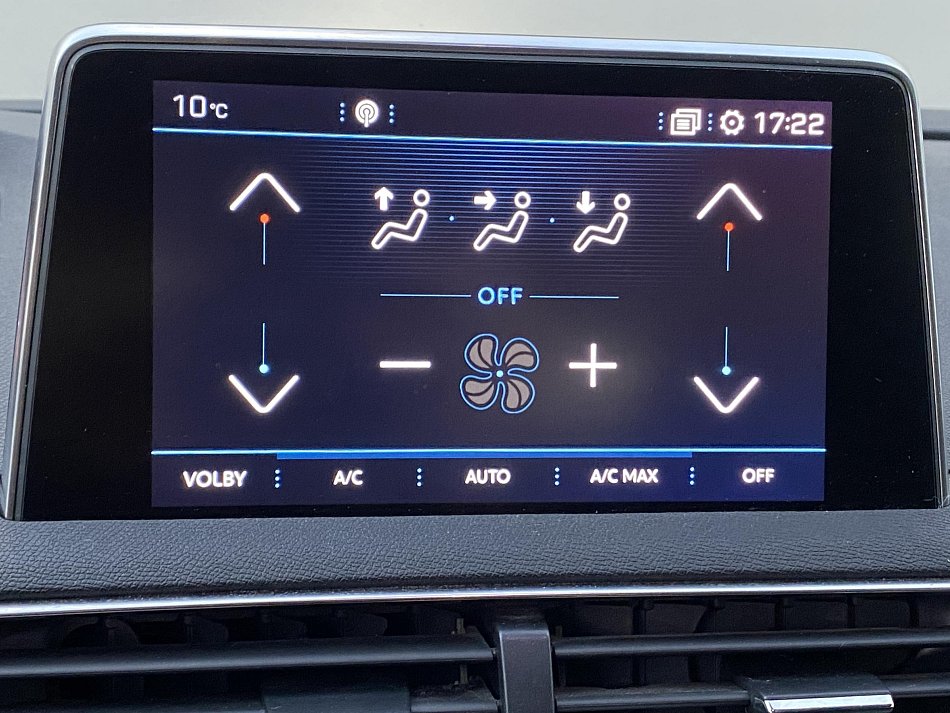 10°C 17:22
OFF
VOLBY A/C AUTO A/C MAX OFF